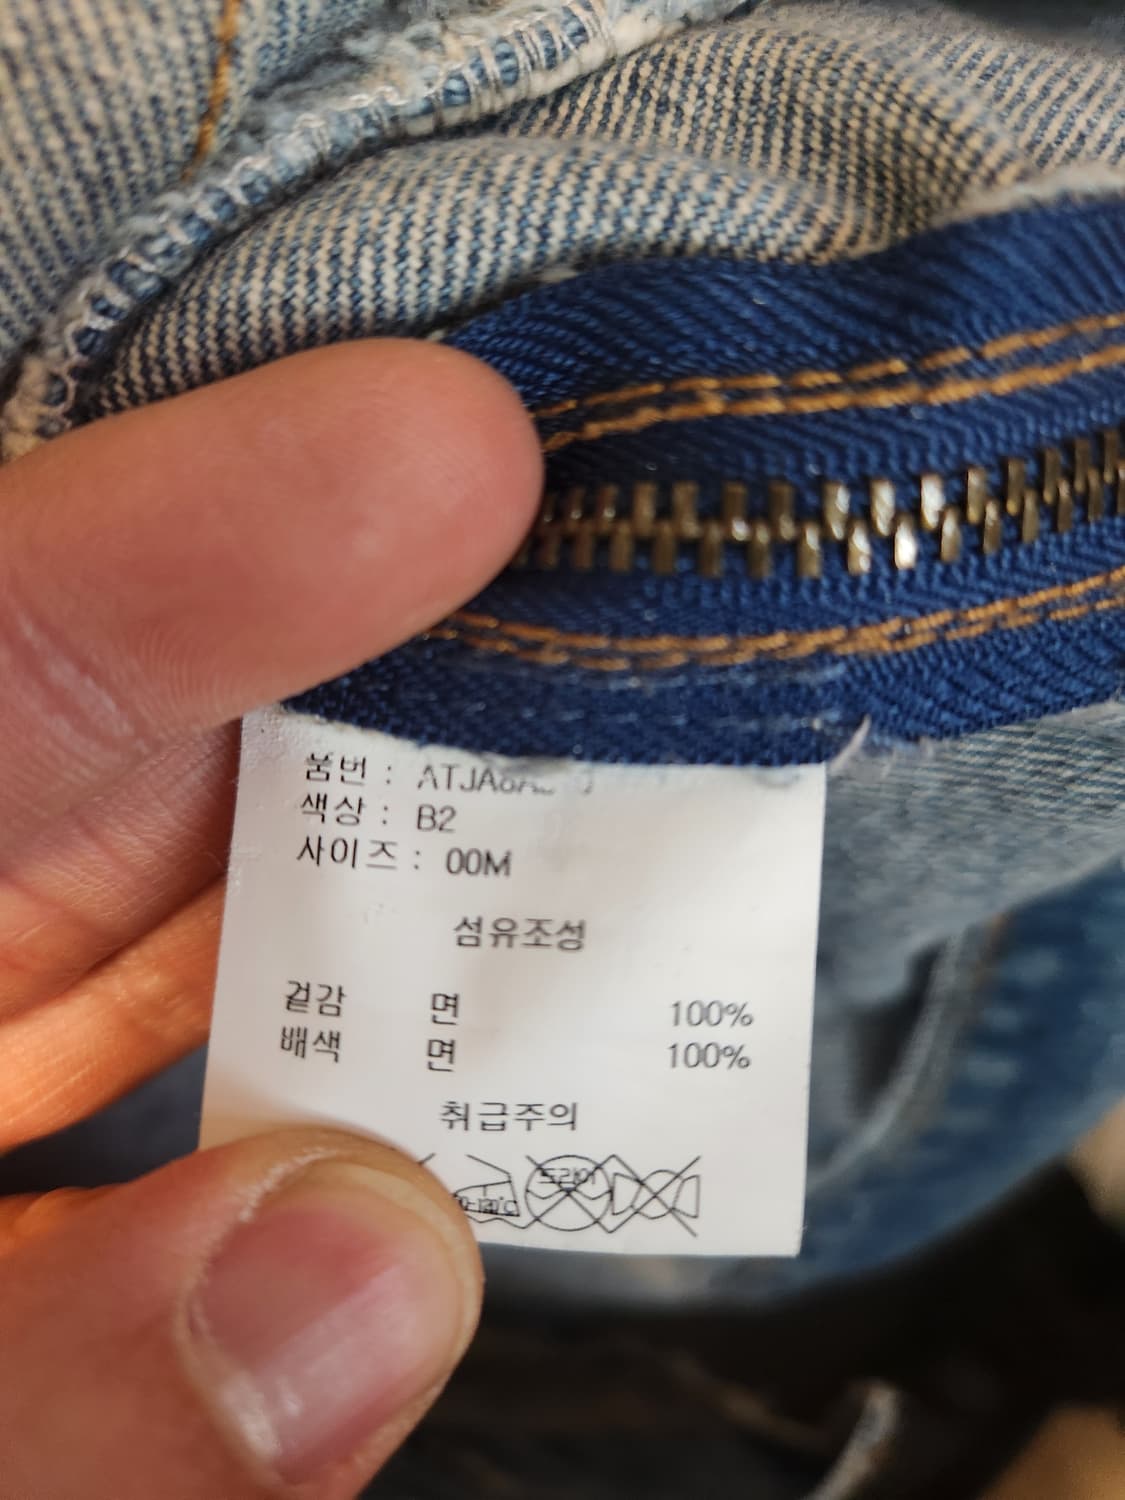 품번 :
색상 : B2
사이즈 : 00M
섬유조성
겉감 면 100%
배색 면 100%
취급주의
드라이